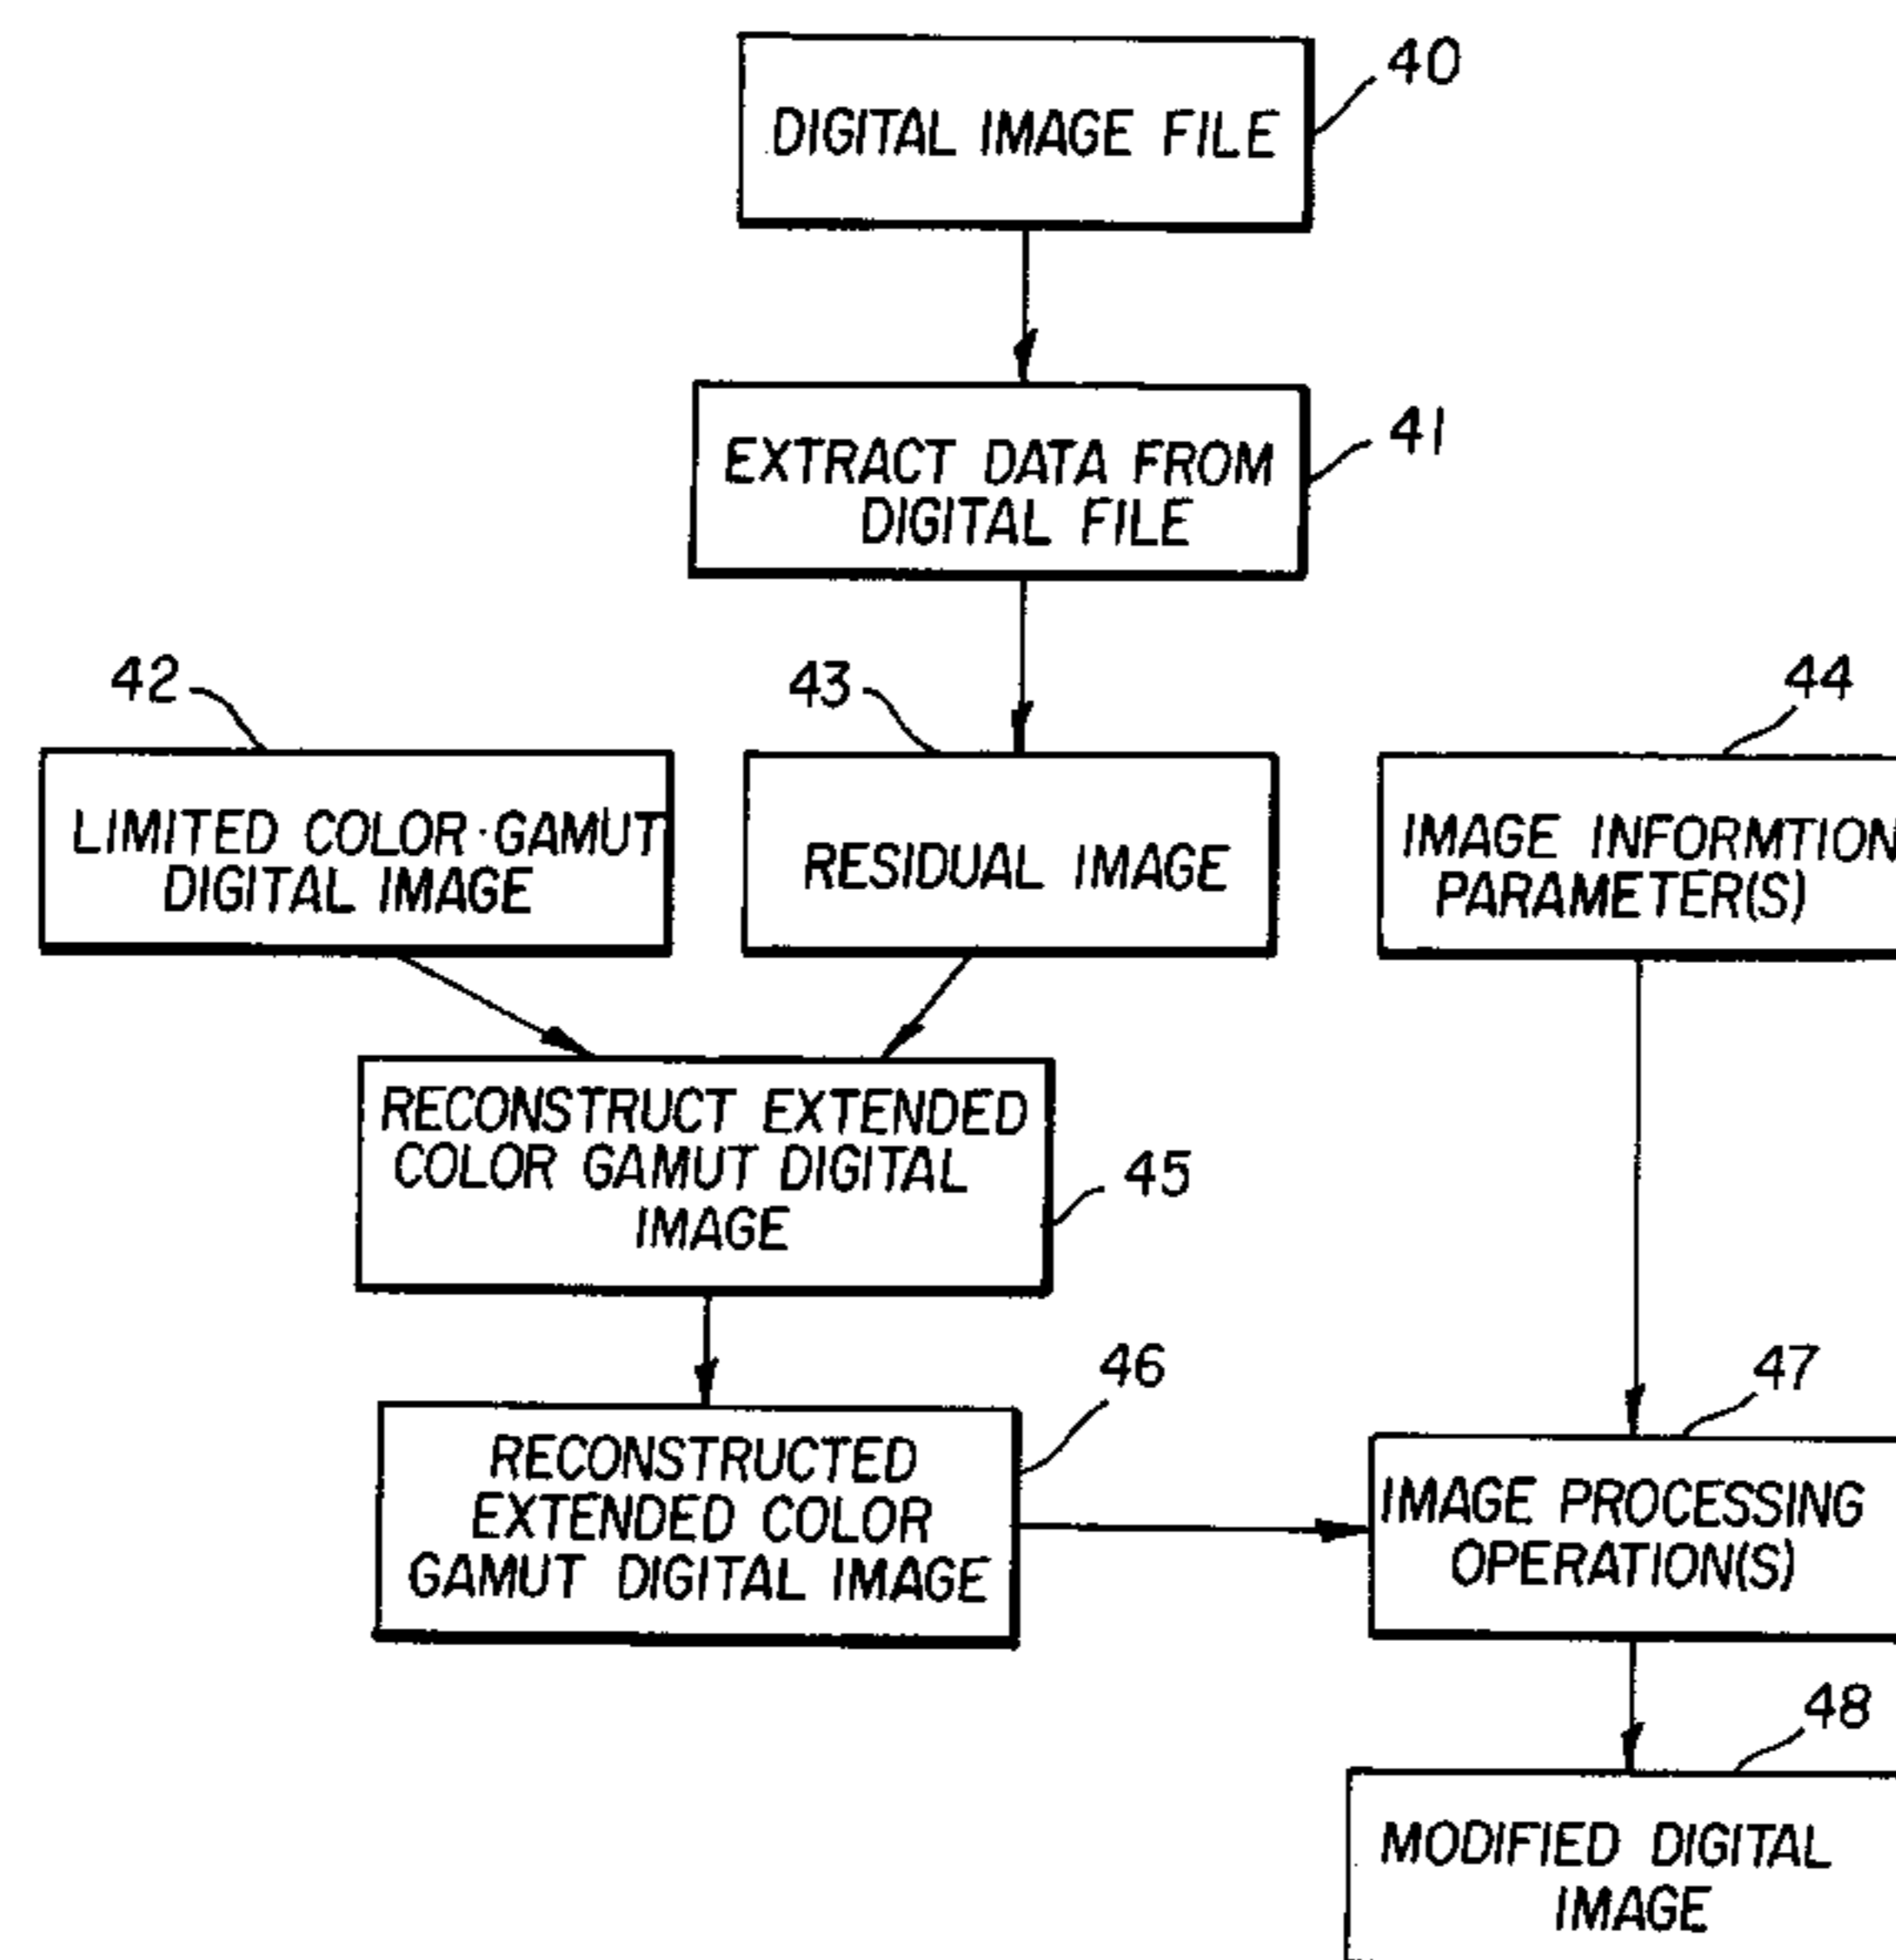 40
DIGITAL IMAGE FILE
41
EXTRACT DATA FROM
DIGITAL FILE
42
43
44
LIMITED COLOR-GAMUT
DIGITAL IMAGE
RESIDUAL IMAGE
IMAGE INFORMTION
PARAMETER(S)
RECONSTRUCT EXTENDED
COLOR GAMUT DIGITAL
IMAGE
45
46
RECONSTRUCTED
EXTENDED COLOR
GAMUT DIGITAL IMAGE
47
IMAGE PROCESSING
OPERATION(S)
48
MODIFIED DIGITAL
IMAGE